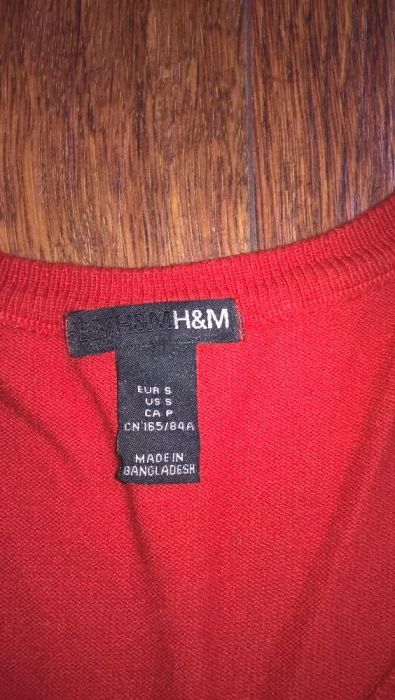 H&M H&M
EUR S
US S
CA P
CN 165/84A
MADE IN
BANGLADESH